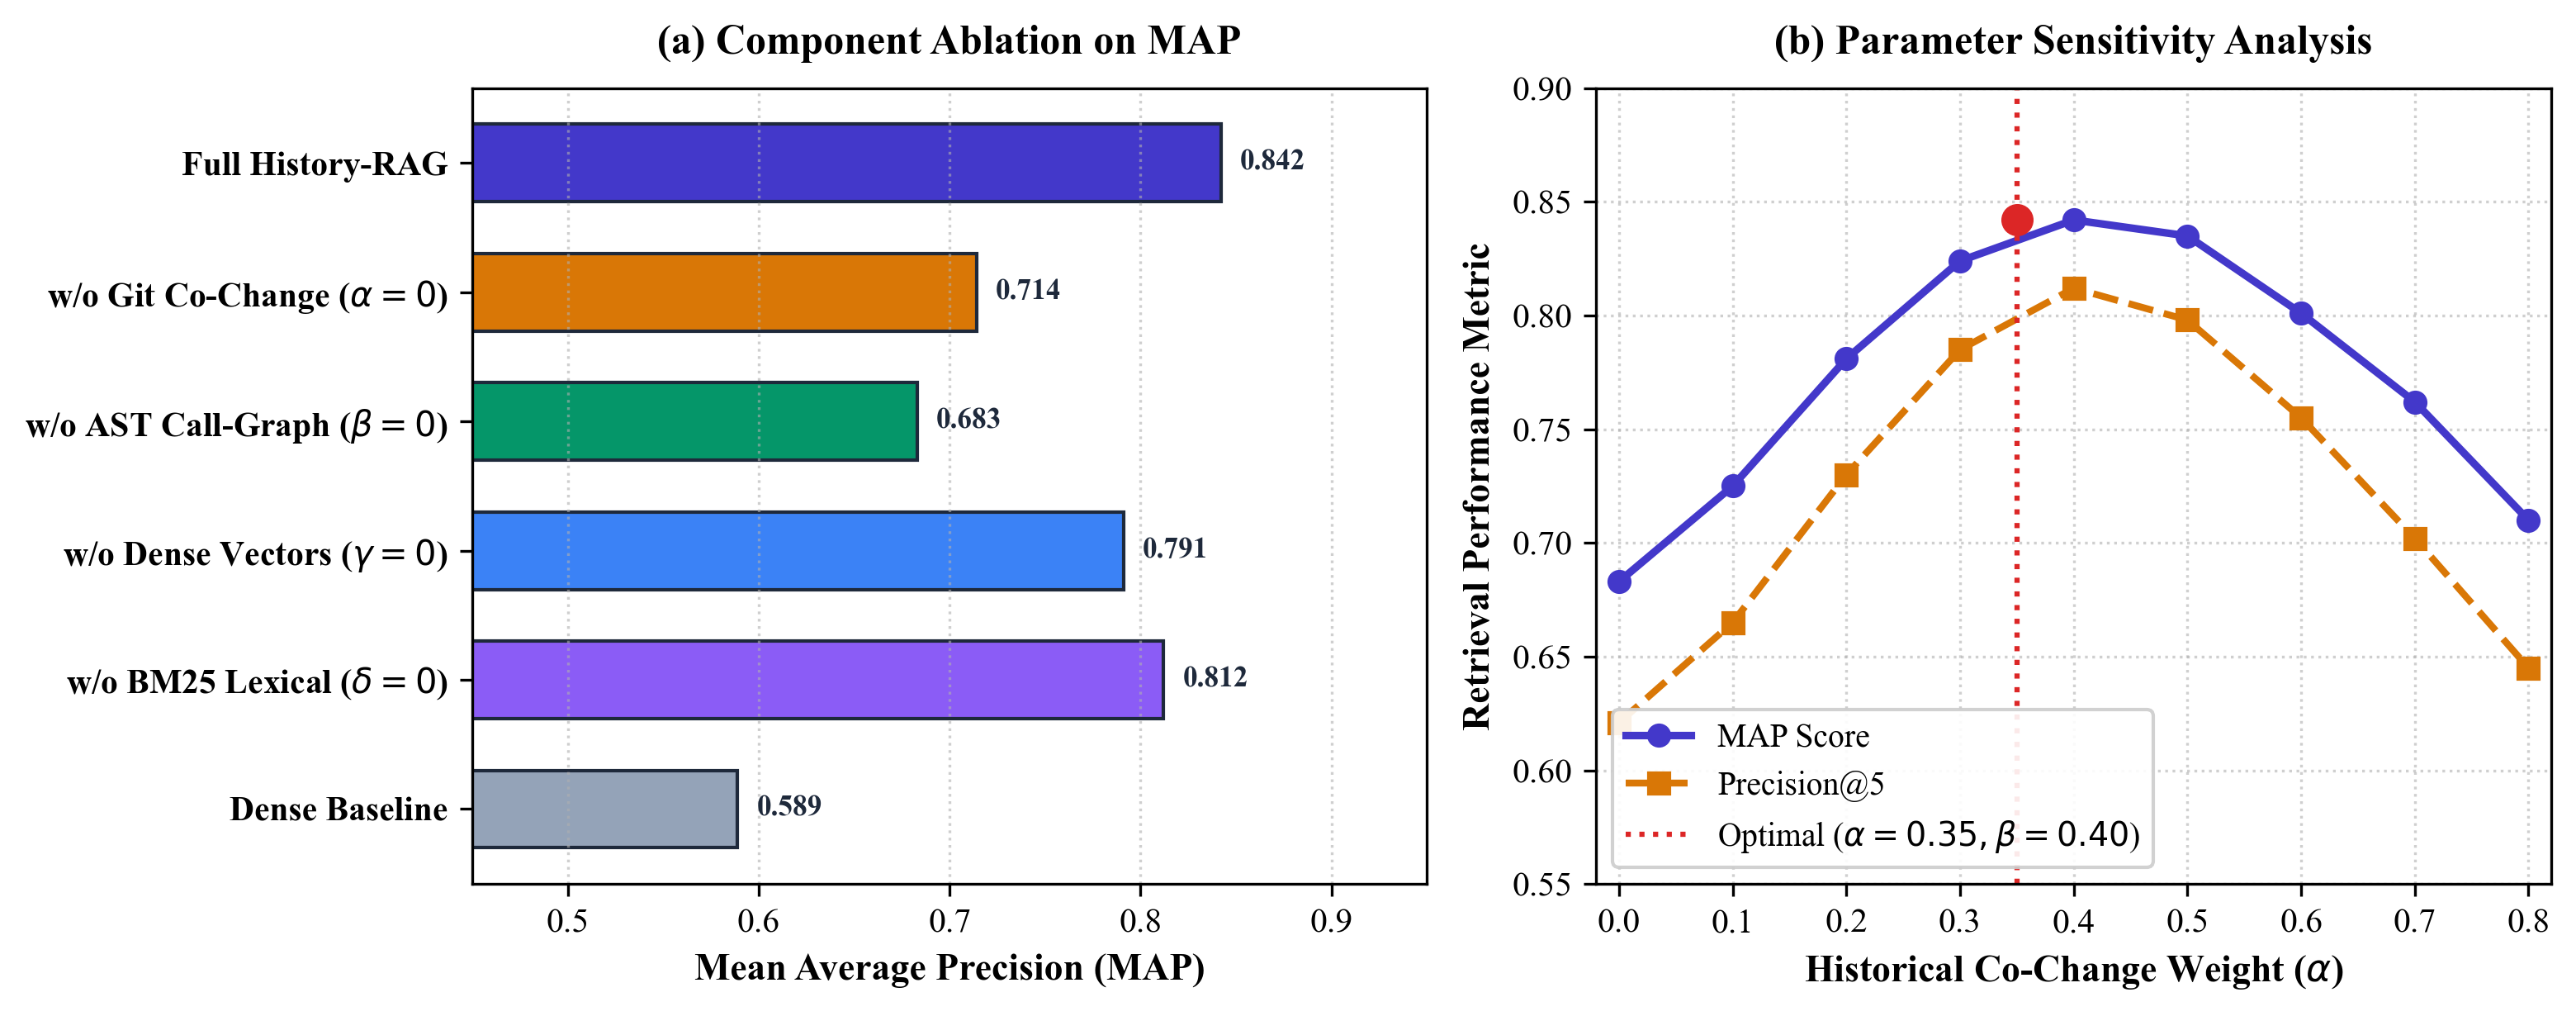 (a) Component Ablation on MAP
Full History-RAG
0.842
w/o Git Co-Change (α = 0)
0.714
w/o AST Call-Graph (β = 0)
0.683
w/o Dense Vectors (γ = 0)
0.791
w/o BM25 Lexical (δ = 0)
0.812
Dense Baseline
0.589
0.5 0.6 0.7 0.8 0.9
Mean Average Precision (MAP)
(b) Parameter Sensitivity Analysis
Retrieval Performance Metric
0.90
0.85
0.80
0.75
0.70
0.65
0.60
0.55
MAP Score
Precision@5
Optimal (α = 0.35, β = 0.40)
0.0 0.1 0.2 0.3 0.4 0.5 0.6 0.7 0.8
Historical Co-Change Weight (α)